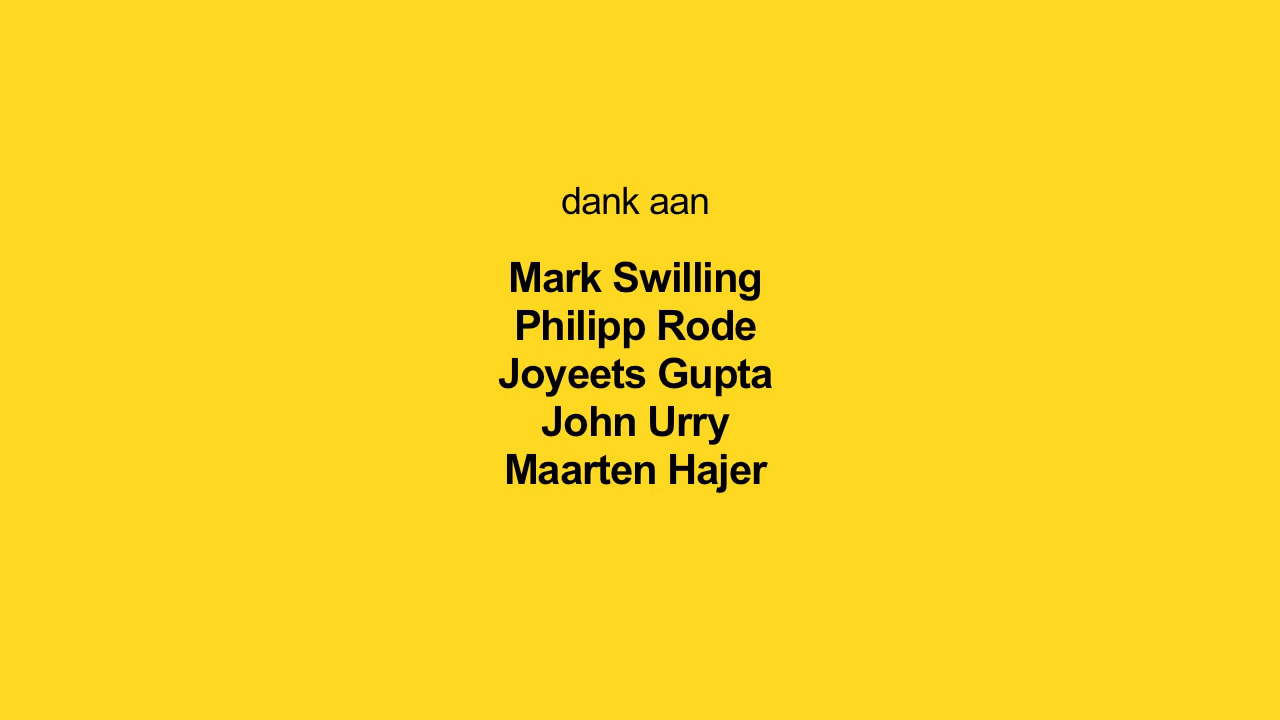 dank aan
Mark Swilling
Philipp Rode
Joyeets Gupta
John Urry
Maarten Hajer